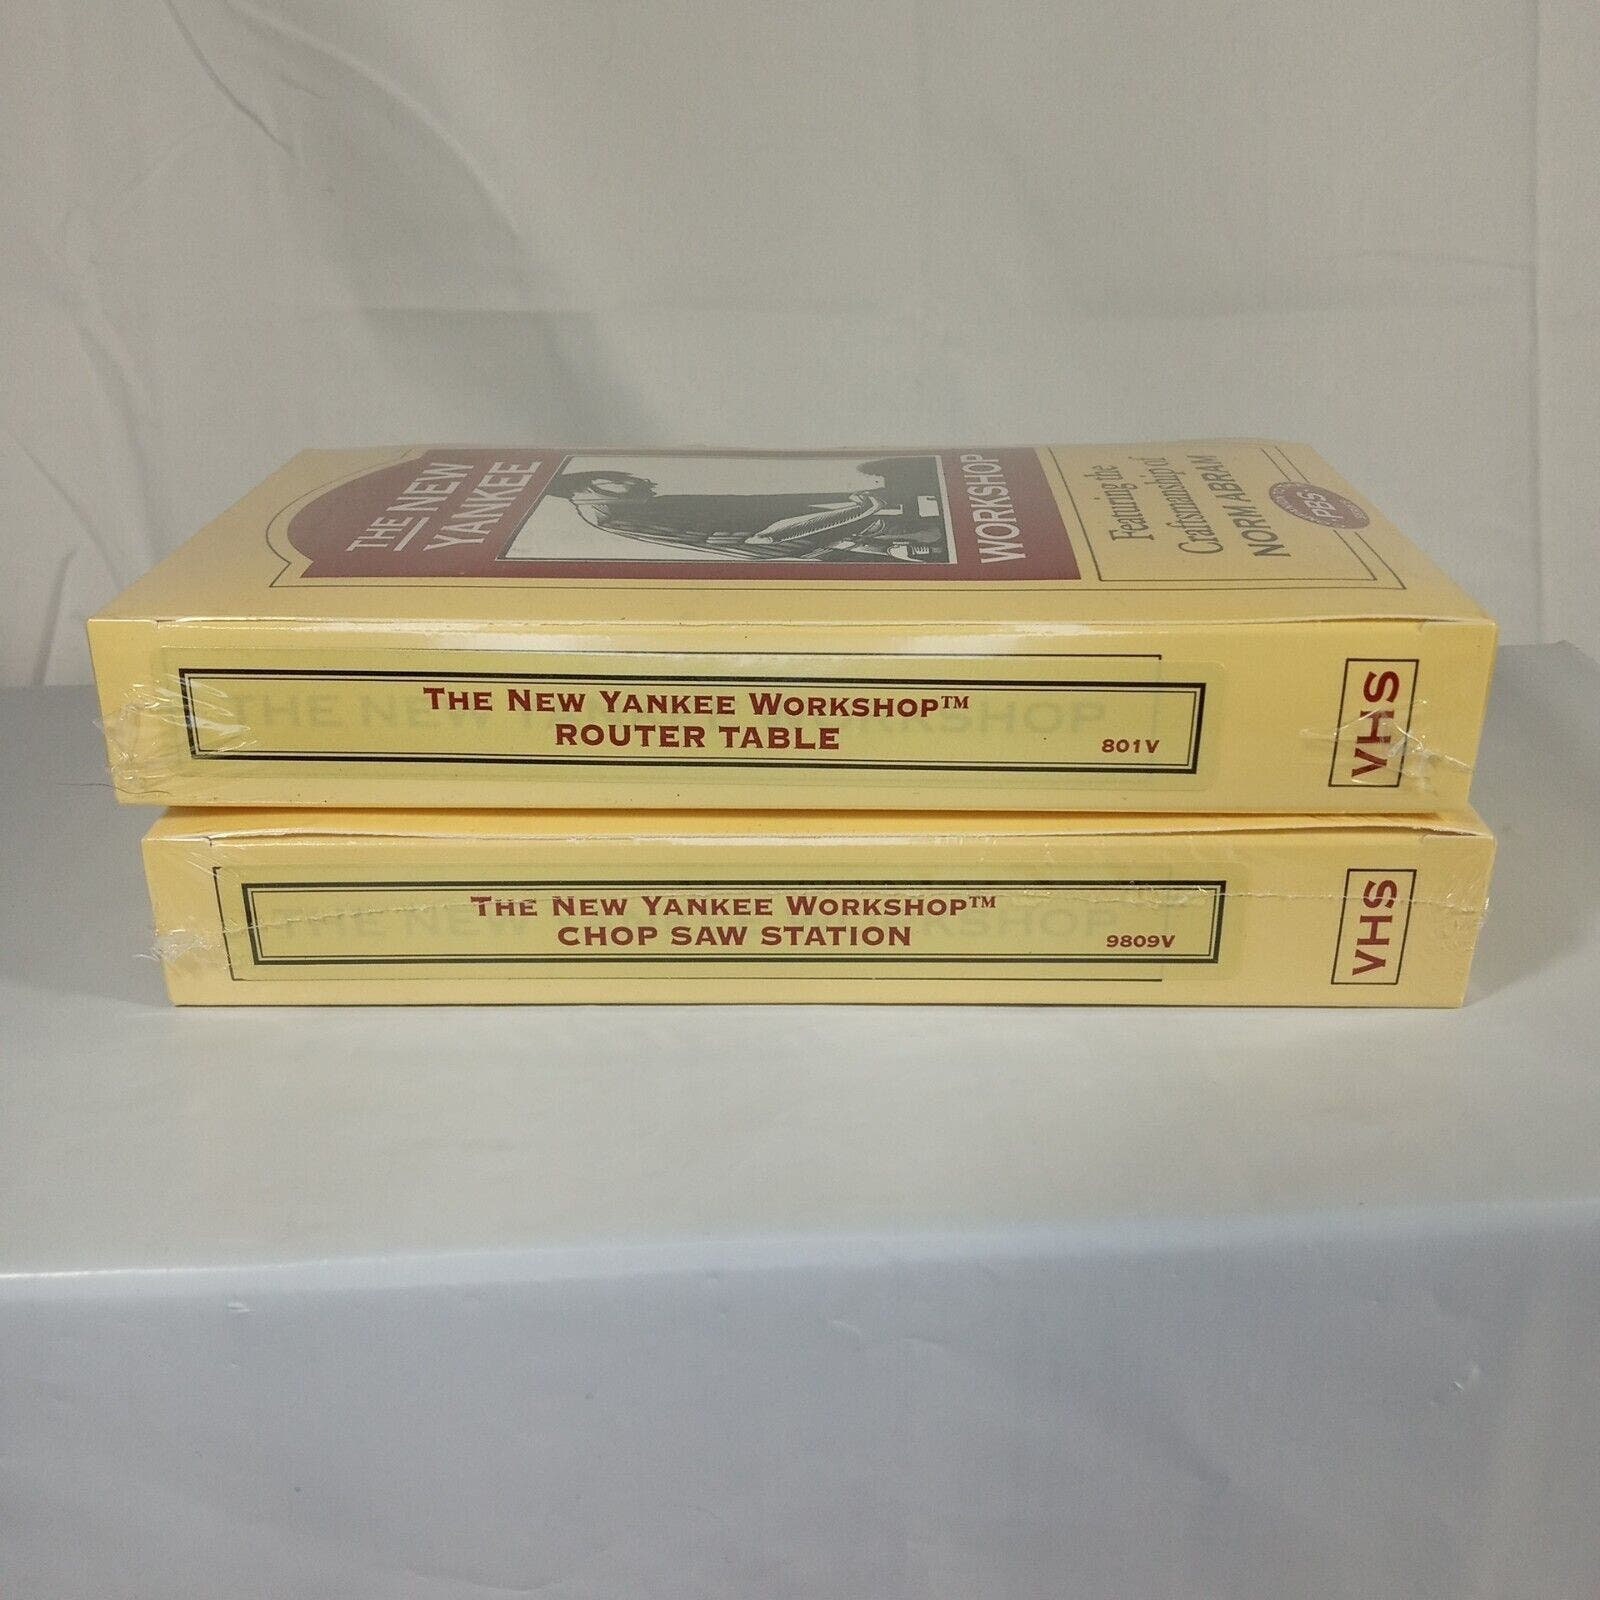 THE NEW
YANKEE
WORKSHOP
Featuring the
Craftsmanship of
NORM ABRAM
PBS
THE NEW YANKEE WORKSHOP™
ROUTER TABLE
801V
VHS
THE NEW YANKEE WORKSHOP™
CHOP SAW STATION
9809V
VHS